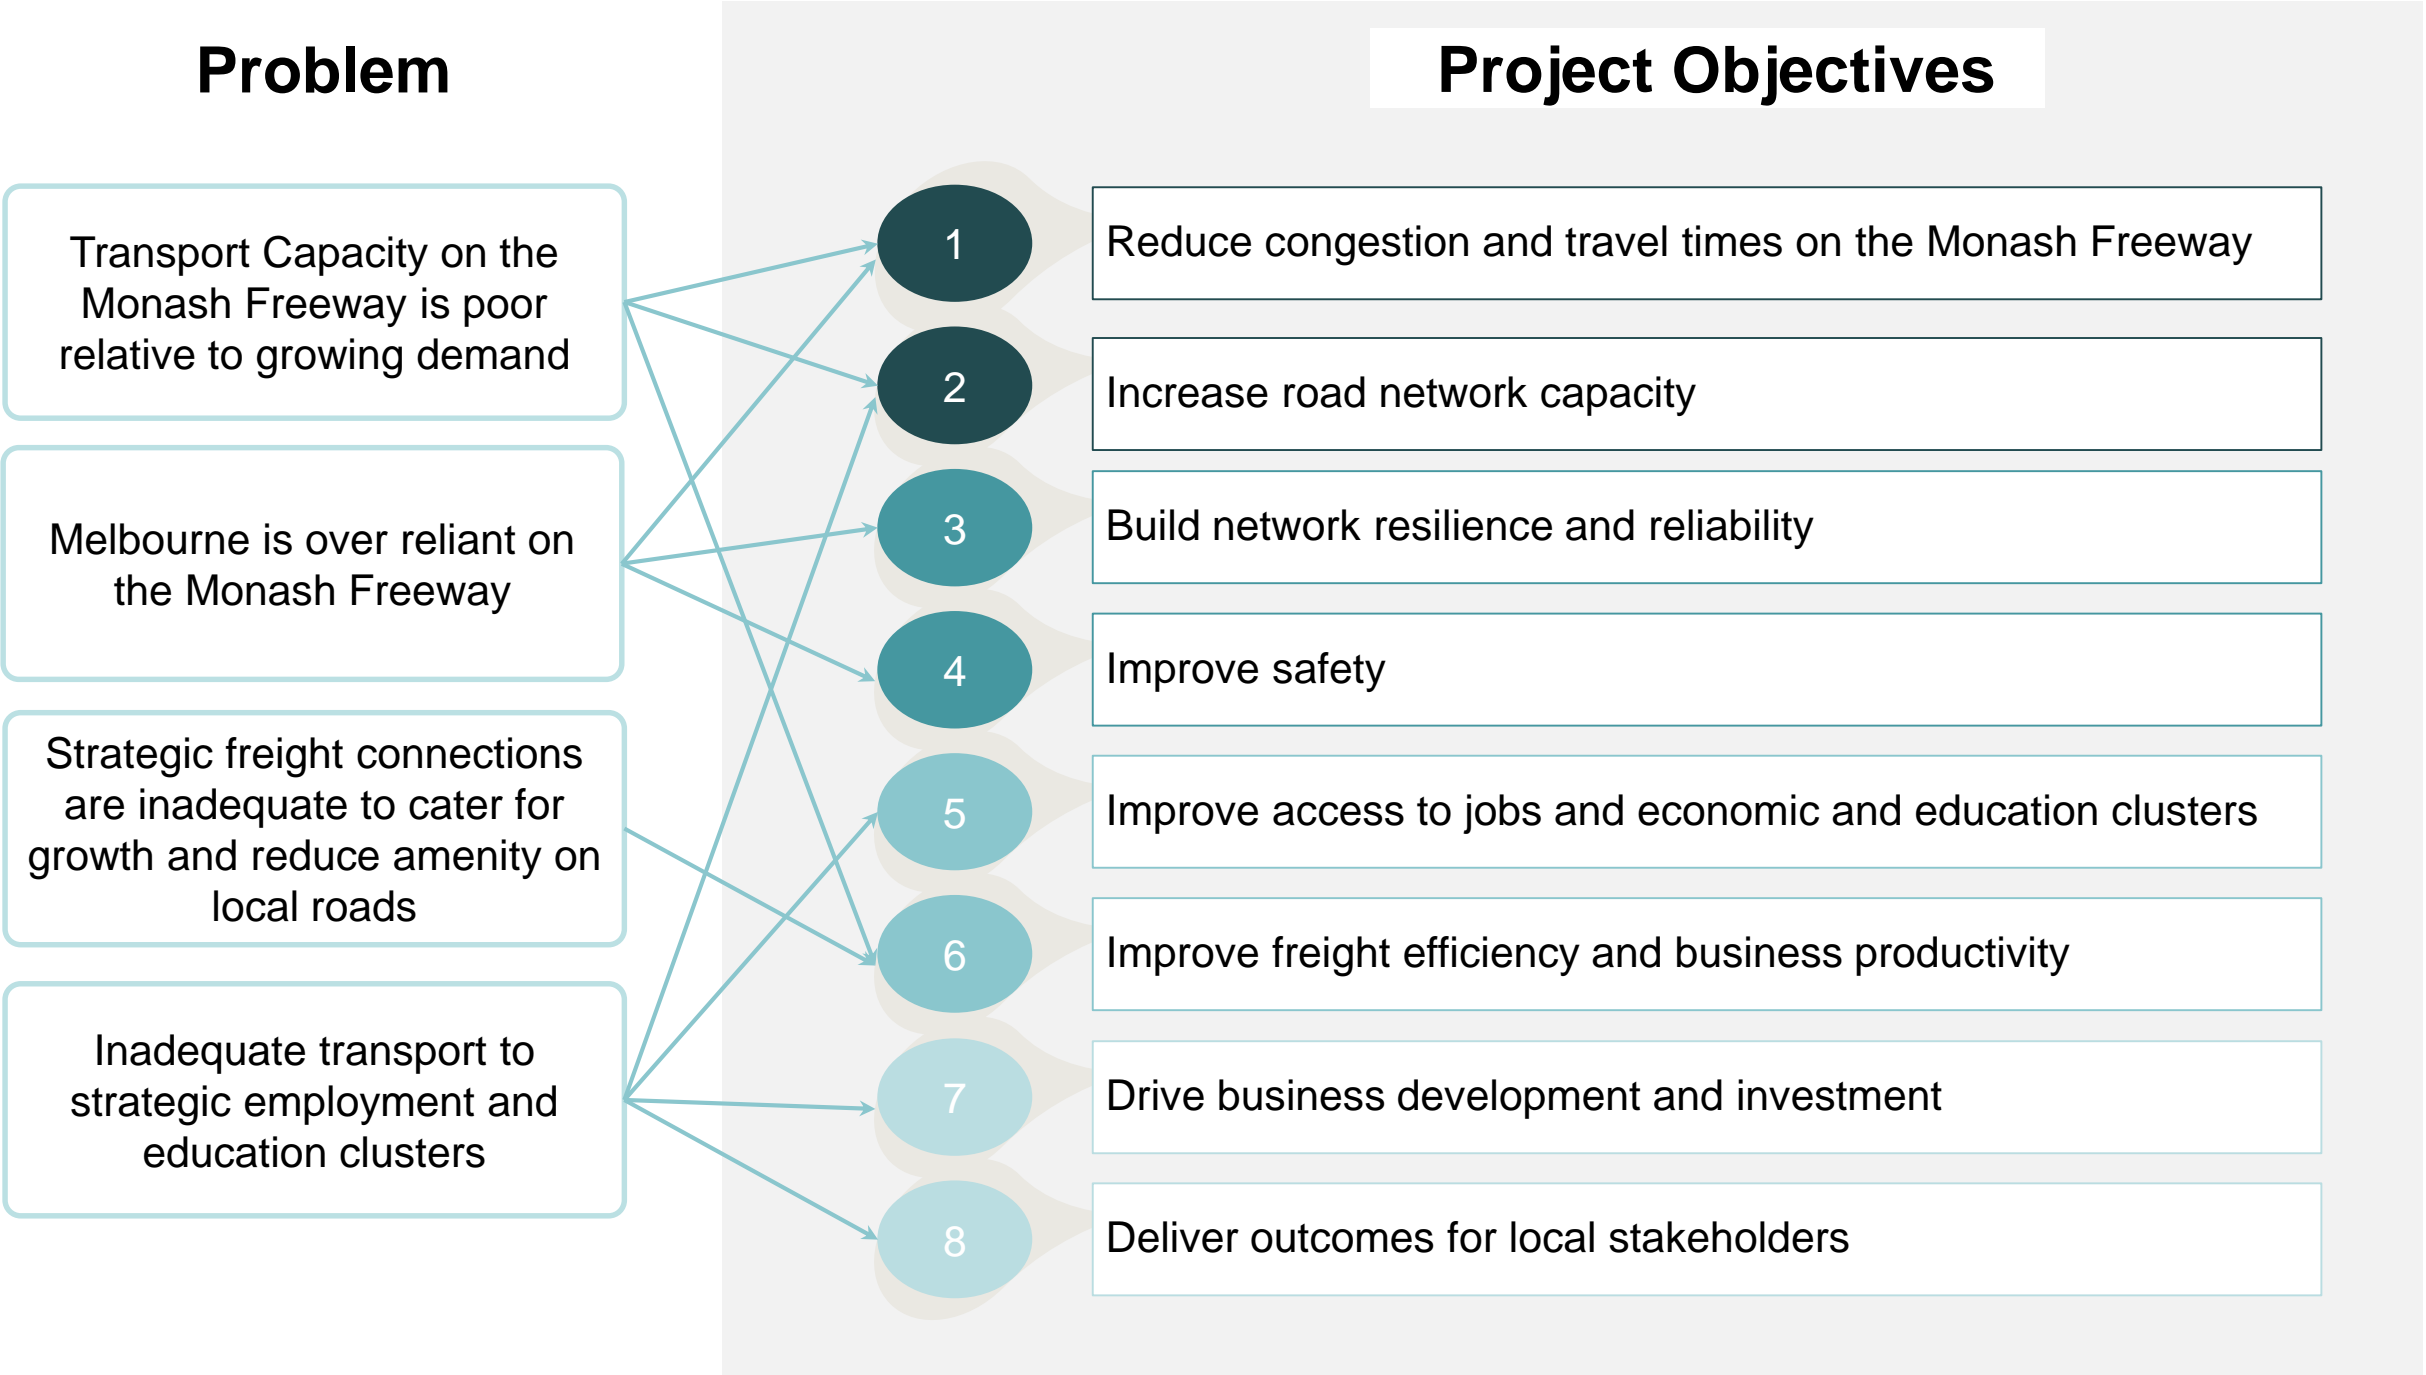 Problem
Project Objectives
Transport Capacity on the
Monash Freeway is poor
relative to growing demand
Melbourne is over reliant on
the Monash Freeway
Strategic freight connections
are inadequate to cater for
growth and reduce amenity on
local roads
Inadequate transport to
strategic employment and
education clusters
1
Reduce congestion and travel times on the Monash Freeway
2
Increase road network capacity
3
Build network resilience and reliability
4
Improve safety
5
Improve access to jobs and economic and education clusters
6
Improve freight efficiency and business productivity
7
Drive business development and investment
8
Deliver outcomes for local stakeholders